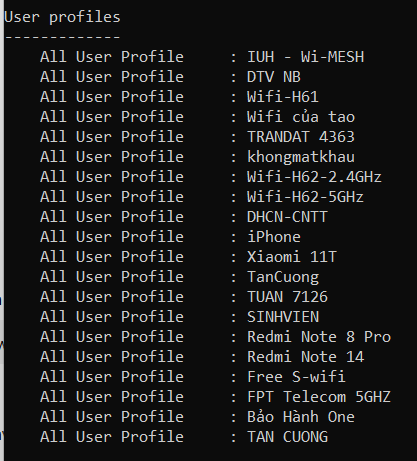 User profiles
-------------
All User Profile : IUH - Wi-MESH
All User Profile : DTV NB
All User Profile : Wifi-H61
All User Profile : Wifi của tao
All User Profile : TRANDAT 4363
All User Profile : khongmatkhau
All User Profile : Wifi-H62-2.4GHz
All User Profile : Wifi-H62-5GHz
All User Profile : DHCN-CNTT
All User Profile : iPhone
All User Profile : Xiaomi 11T
All User Profile : TanCuong
All User Profile : TUAN 7126
All User Profile : SINHVIEN
All User Profile : Redmi Note 8 Pro
All User Profile : Redmi Note 14
All User Profile : Free S-wifi
All User Profile : FPT Telecom 5GHZ
All User Profile : Bảo Hành One
All User Profile : TAN CUONG